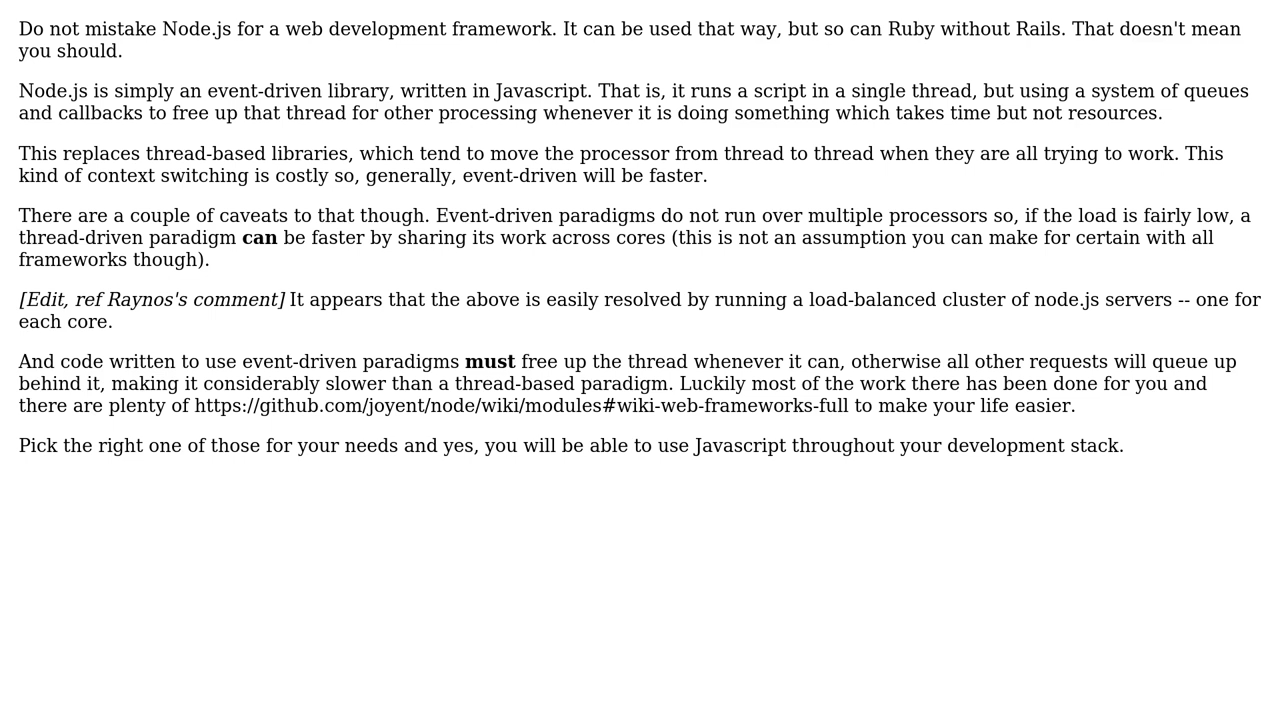 Do not mistake Node.js for a web development framework. It can be used that way, but so can Ruby without Rails. That doesn't mean
you should.
Node.js is simply an event-driven library, written in Javascript. That is, it runs a script in a single thread, but using a system of queues
and callbacks to free up that thread for other processing whenever it is doing something which takes time but not resources.
This replaces thread-based libraries, which tend to move the processor from thread to thread when they are all trying to work. This
kind of context switching is costly so, generally, event-driven will be faster.
There are a couple of caveats to that though. Event-driven paradigms do not run over multiple processors so, if the load is fairly low, a
thread-driven paradigm can be faster by sharing its work across cores (this is not an assumption you can make for certain with all
frameworks though).
[Edit, ref Raynos's comment] It appears that the above is easily resolved by running a load-balanced cluster of node.js servers -- one for
each core.
And code written to use event-driven paradigms must free up the thread whenever it can, otherwise all other requests will queue up
behind it, making it considerably slower than a thread-based paradigm. Luckily most of the work there has been done for you and
there are plenty of https://github.com/joyent/node/wiki/modules#wiki-web-frameworks-full to make your life easier.
Pick the right one of those for your needs and yes, you will be able to use Javascript throughout your development stack.